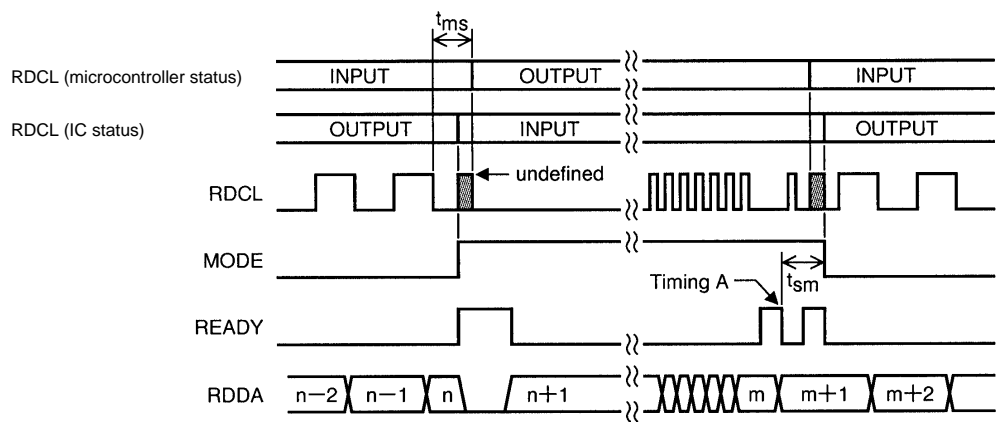 tms
RDCL (microcontroller status) INPUT OUTPUT INPUT
RDCL (IC status) OUTPUT INPUT OUTPUT
RDCL undefined
MODE
Timing A tsm
READY
RDDA n−2 n−1 n n+1 m m+1 m+2